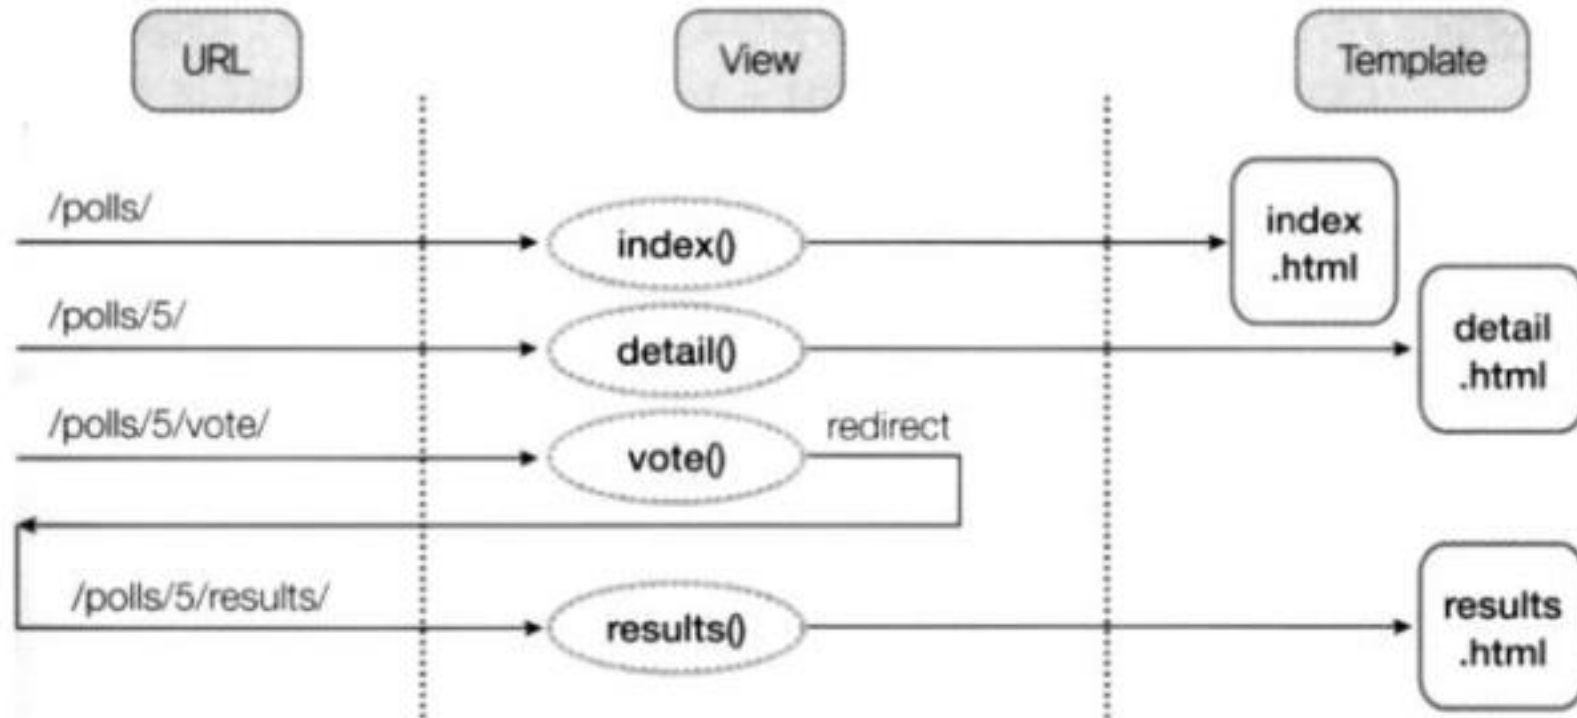 URL
View
Template
/polls/
index()
index
.html
/polls/5/
detail()
detail
.html
/polls/5/vote/
vote()
redirect
/polls/5/results/
results()
results
.html